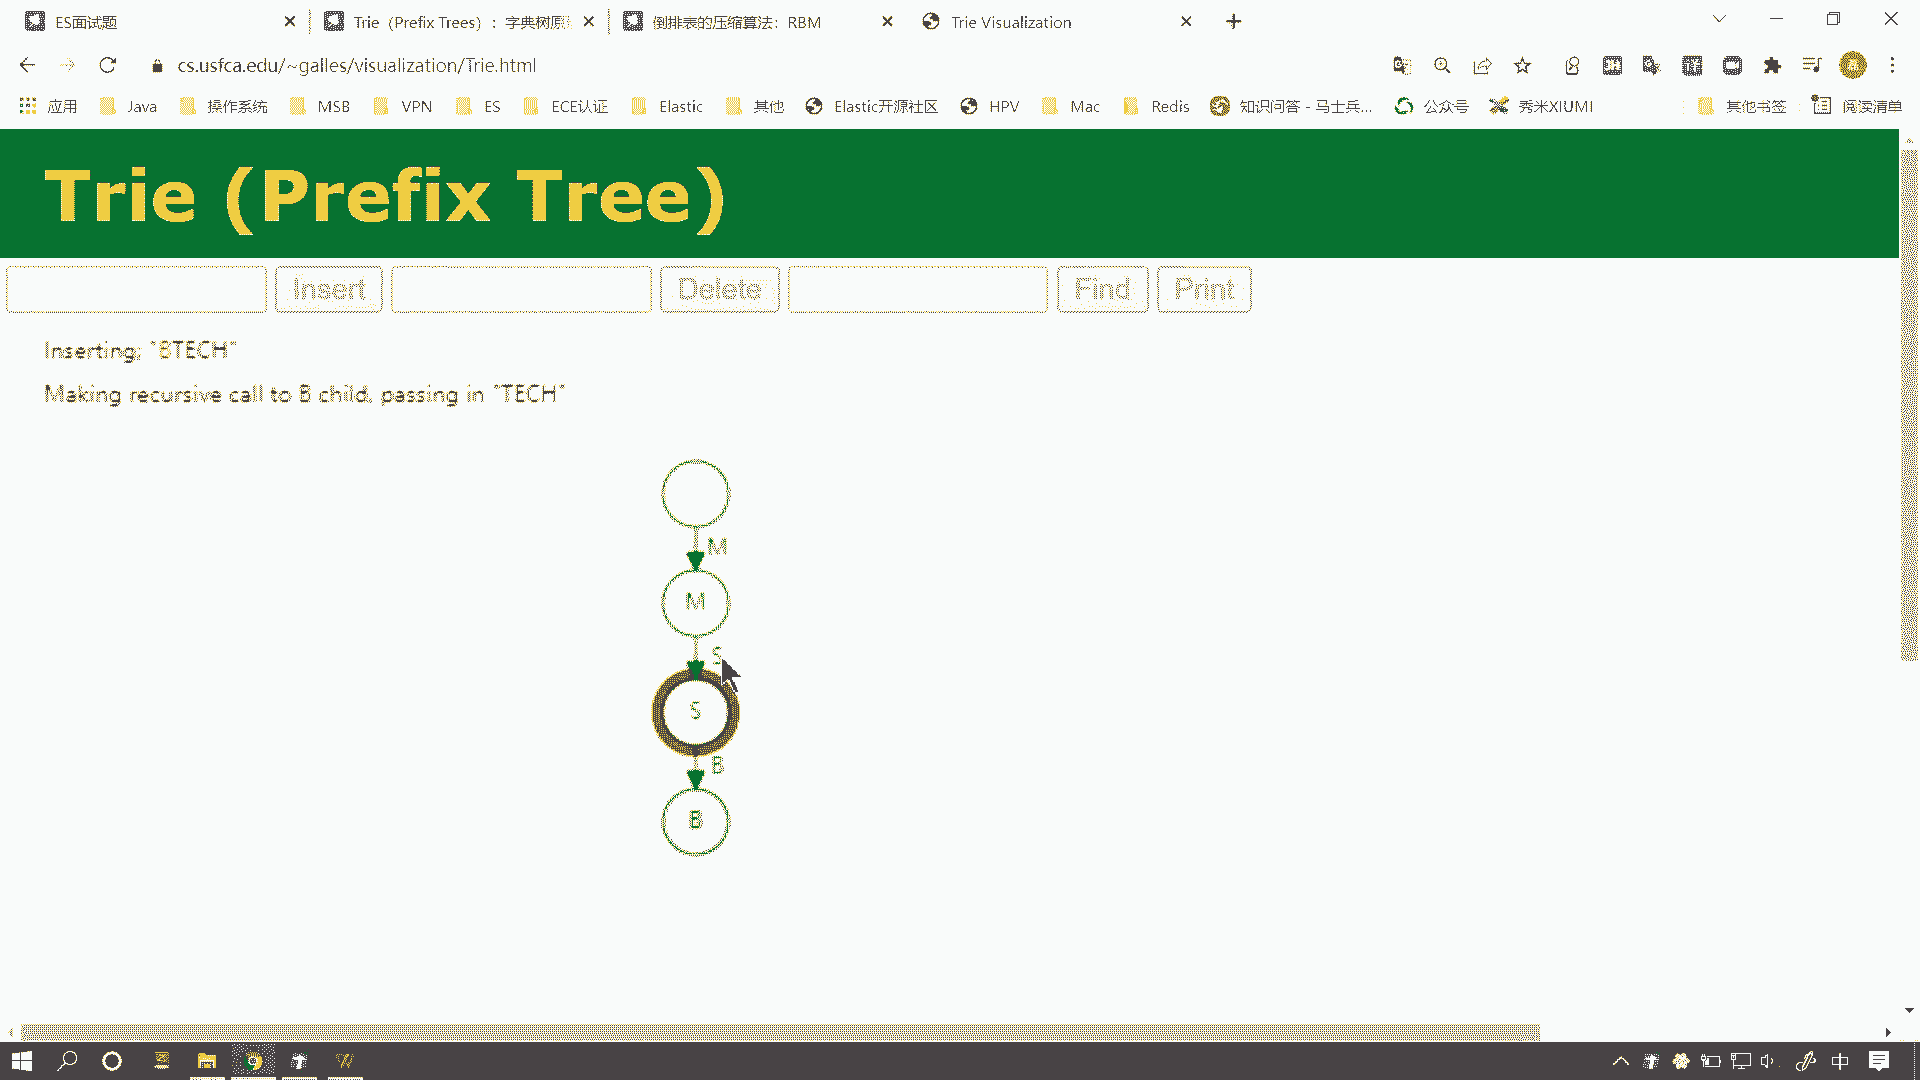 ES面试题
Trie（Prefix Trees）：字典树原
倒排表的压缩算法：RBM
Trie Visualization
cs.usfca.edu/~galles/visualization/Trie.html
应用 Java 操作系统 MSB VPN ES ECE认证 Elastic 其他 Elastic开源社区 HPV Mac Redis 知识问答 - 马士兵... 公众号 秀米XIUMI 其他书签 阅读清单
Trie (Prefix Tree)
Insert Delete Find Print
Inserting; "BTECH"
Making recursive call to B child, passing in "TECH"
M
M
S
S
B
B
中